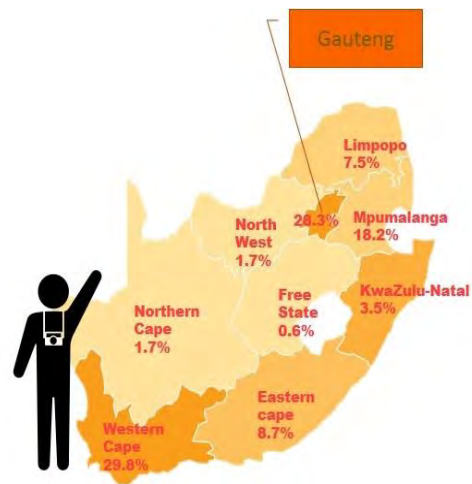 Gauteng
Limpopo
7.5%
28.3%
Mpumalanga
18.2%
North
West
1.7%
KwaZulu-Natal
3.5%
Free
State
0.6%
Northern
Cape
1.7%
Eastern
cape
8.7%
Western
Cape
29.8%